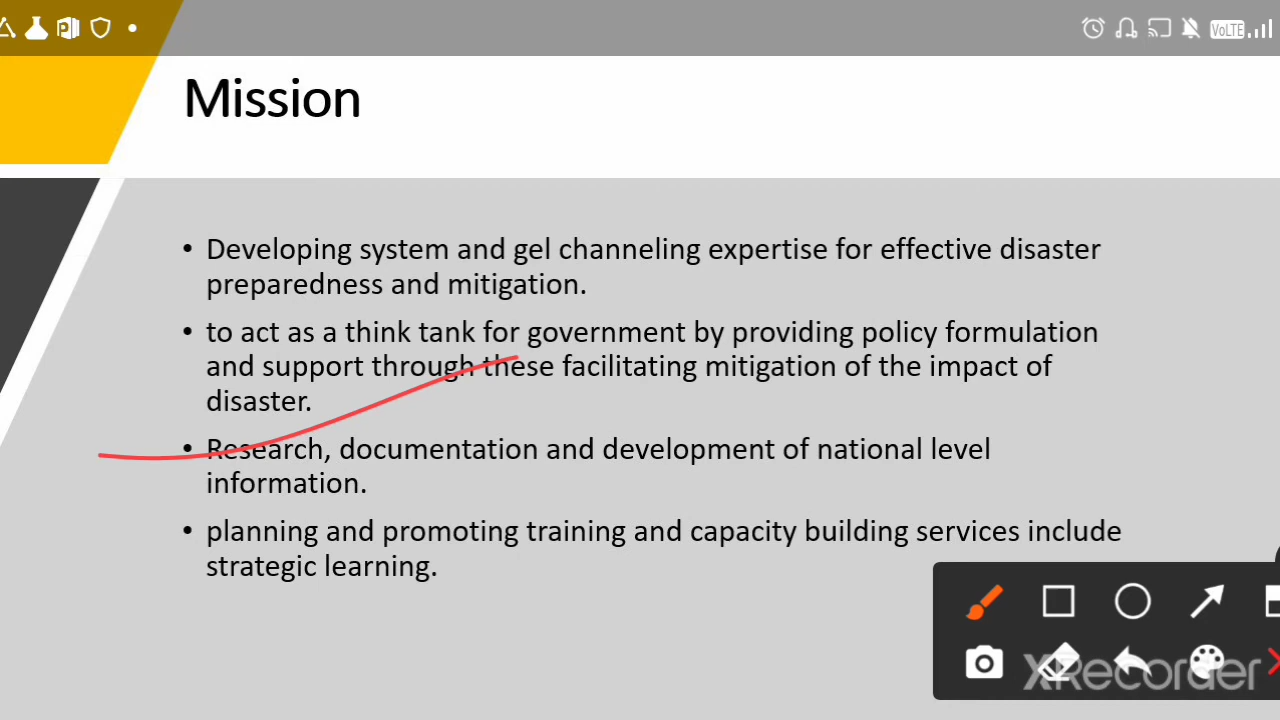 VoLTE
Mission
• Developing system and gel channeling expertise for effective disaster
preparedness and mitigation.
• to act as a think tank for government by providing policy formulation
and support through these facilitating mitigation of the impact of
disaster.
• Research, documentation and development of national level
information.
• planning and promoting training and capacity building services include
strategic learning.
XRecorder